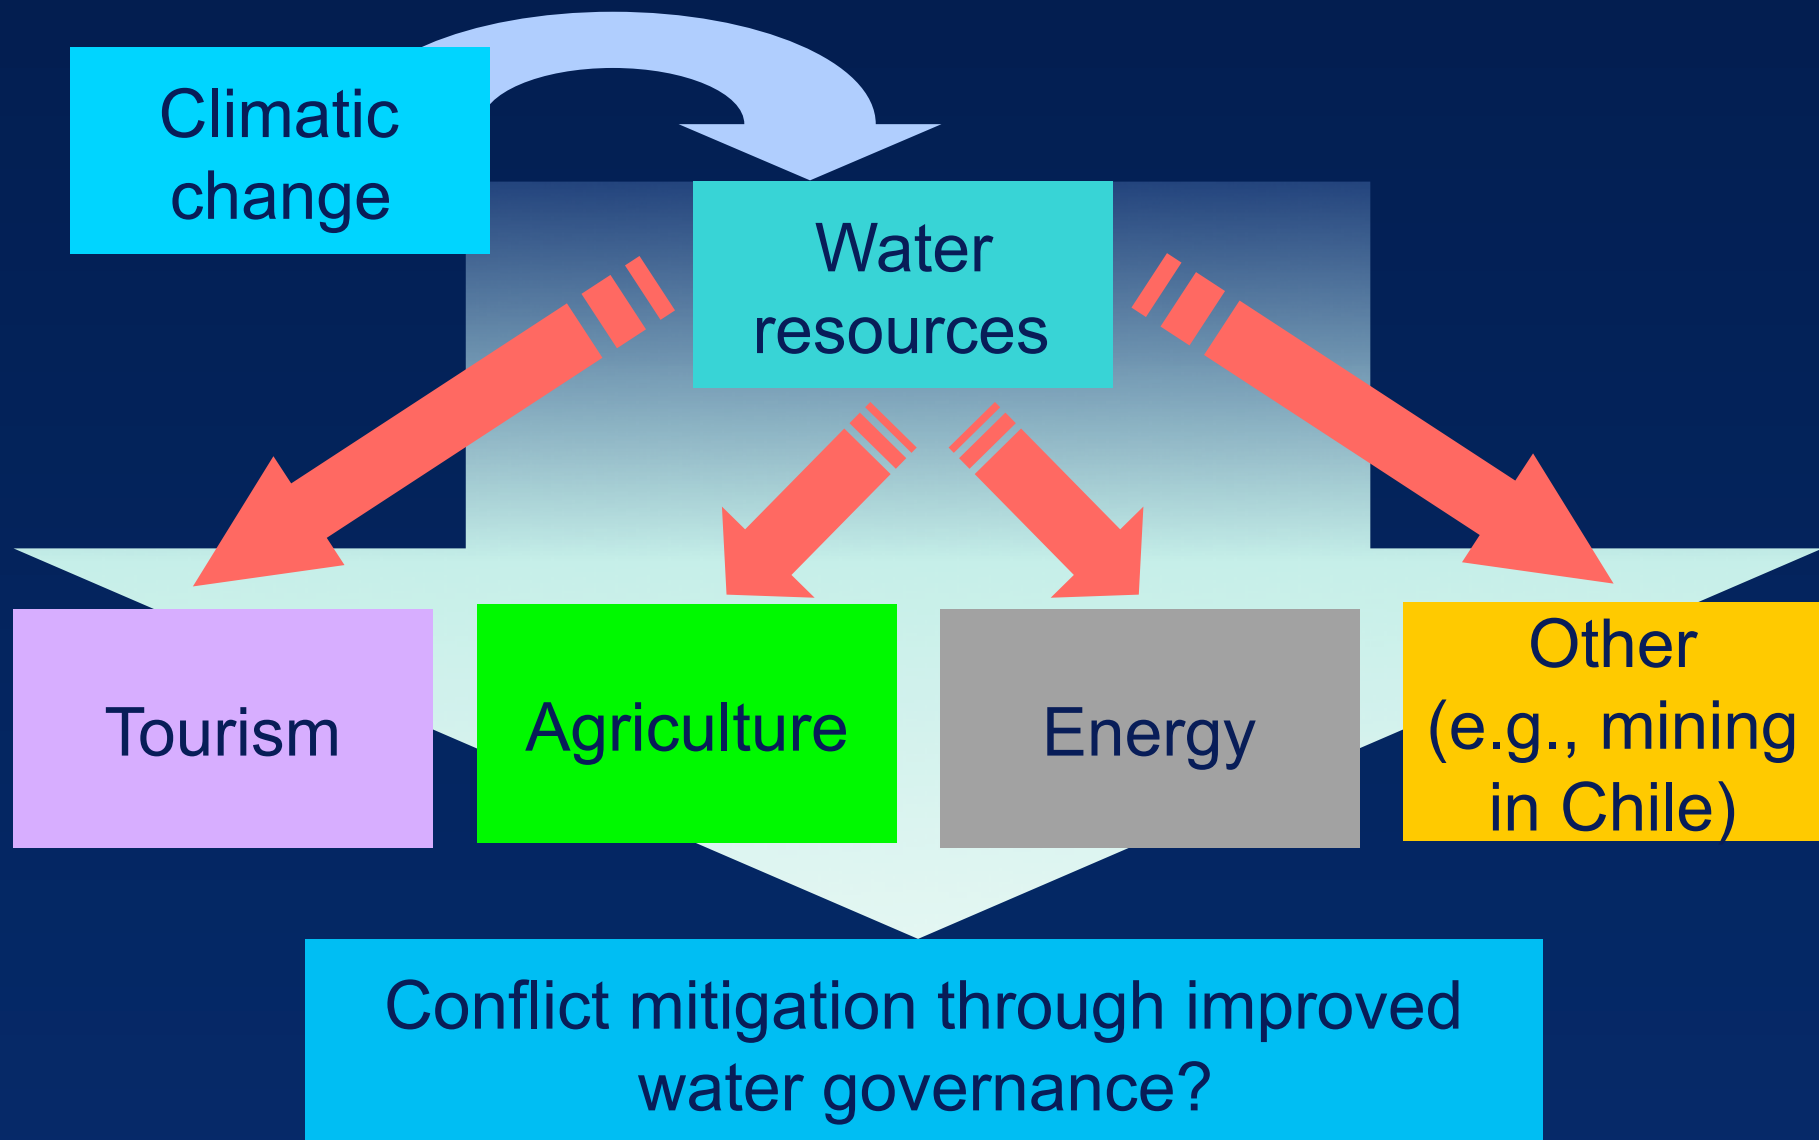 Climatic
change
Water
resources
Tourism
Agriculture
Energy
Other
(e.g., mining
in Chile)
Conflict mitigation through improved
water governance?